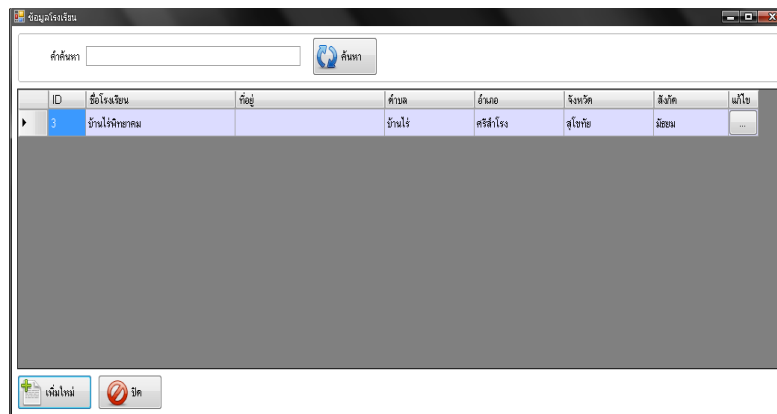 ข้อมูลโรงเรียน
คำค้นหา ค้นหา
ID ชื่อโรงเรียน ที่อยู่ ตำบล อำเภอ จังหวัด สังกัด แก้ไข
3 บ้านไร่พิทยาคม บ้านไร่ ศรีสำโรง สุโขทัย มัธยม ...
เพิ่มใหม่ ปิด